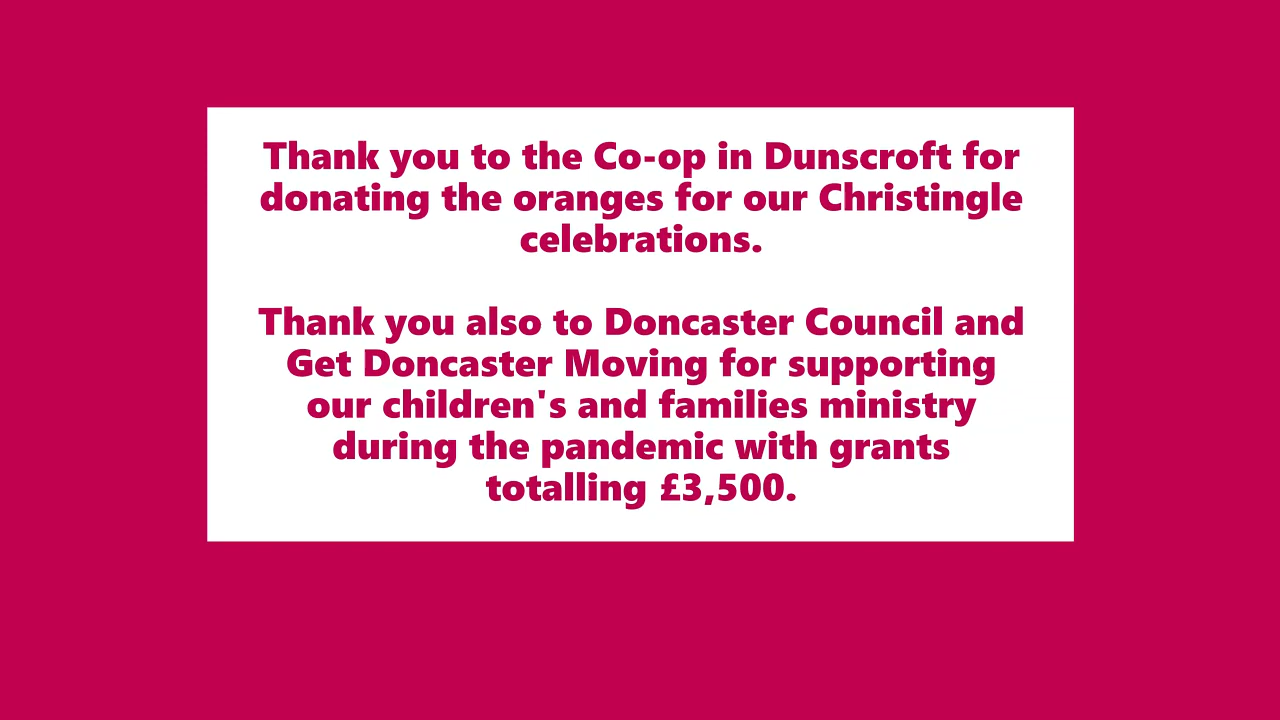 Thank you to the Co-op in Dunscroft for
donating the oranges for our Christingle
celebrations.
Thank you also to Doncaster Council and
Get Doncaster Moving for supporting
our children's and families ministry
during the pandemic with grants
totalling £3,500.